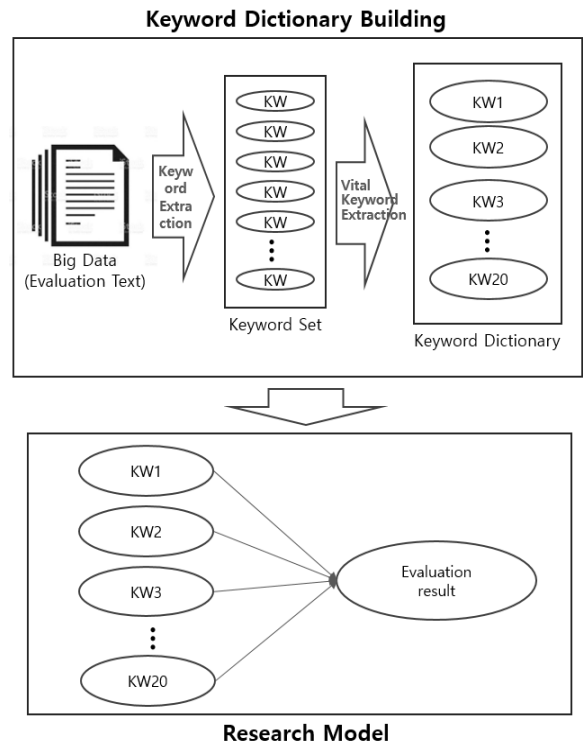 Keyword Dictionary Building
Big Data
(Evaluation Text)
Keyw
ord
Extra
ction
KW
KW
KW
KW
KW
KW
Keyword Set
Vital
Keyword
Extraction
KW1
KW2
KW3
KW20
Keyword Dictionary
KW1
KW2
KW3
KW20
Evaluation
result
Research Model